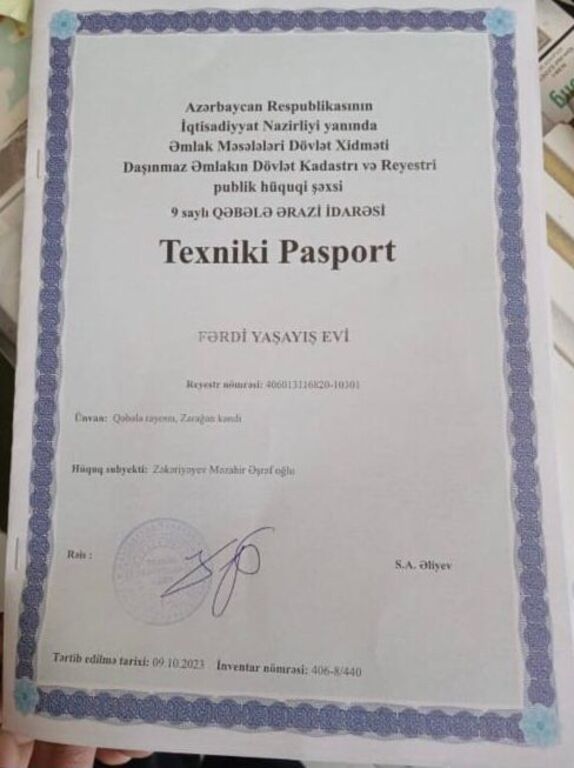 Azərbaycan Respublikasının
İqtisadiyyat Nazirliyi yanında
Əmlak Məsələləri Dövlət Xidməti
Daşınmaz Əmlakın Dövlət Kadastrı və Reyestri
publik hüquqi şəxsi
9 saylı QƏBƏLƏ ƏRAZİ İDARƏSİ
Texniki Pasport
FƏRDİ YAŞAYIŞ EVİ
Reyestr nömrəsi: 406013116820-10301
Ünvan: Qəbələ rayonu, Zarağan kəndi
Hüquq subyekti: Zəkəriyəyev Məzahir Əşrəf oğlu
Rəis :
S.A. Əliyev
Tərtib edilmə tarixi: 09.10.2023 İnventar nömrəsi: 406-8/440